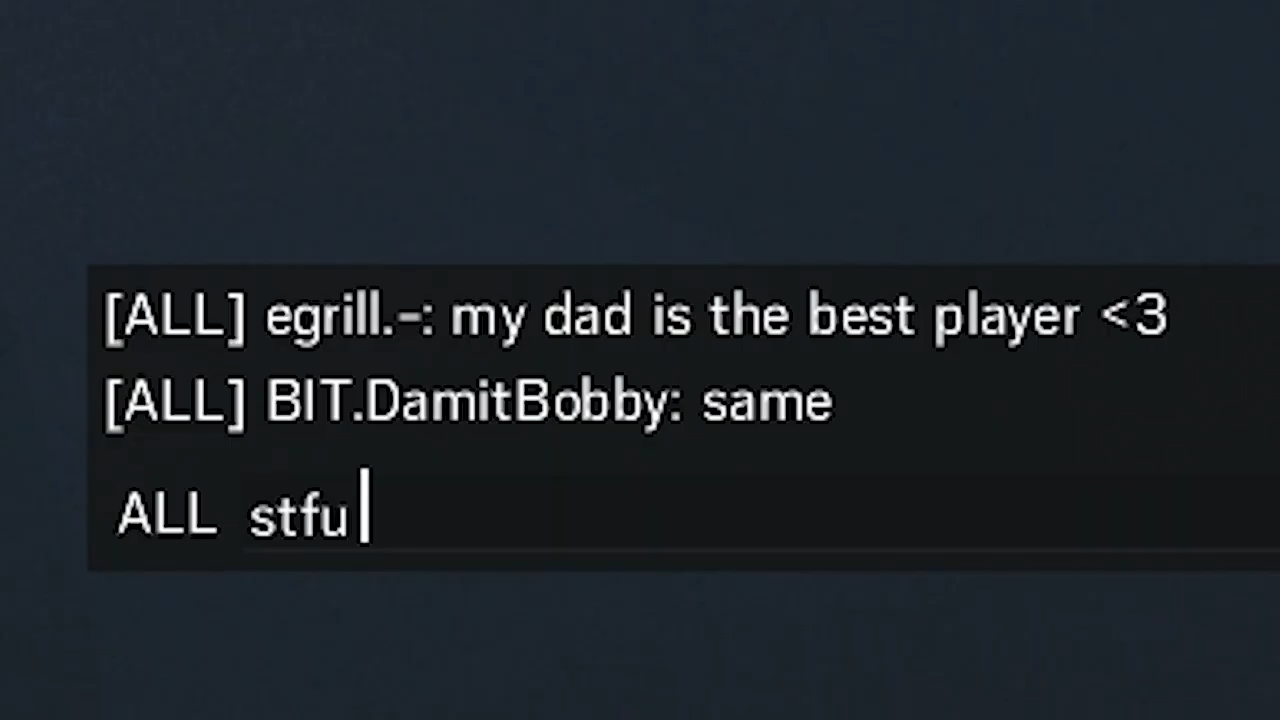 [ALL] egrill.-: my dad is the best player <3
[ALL] BIT.DamitBobby: same
ALL stfu